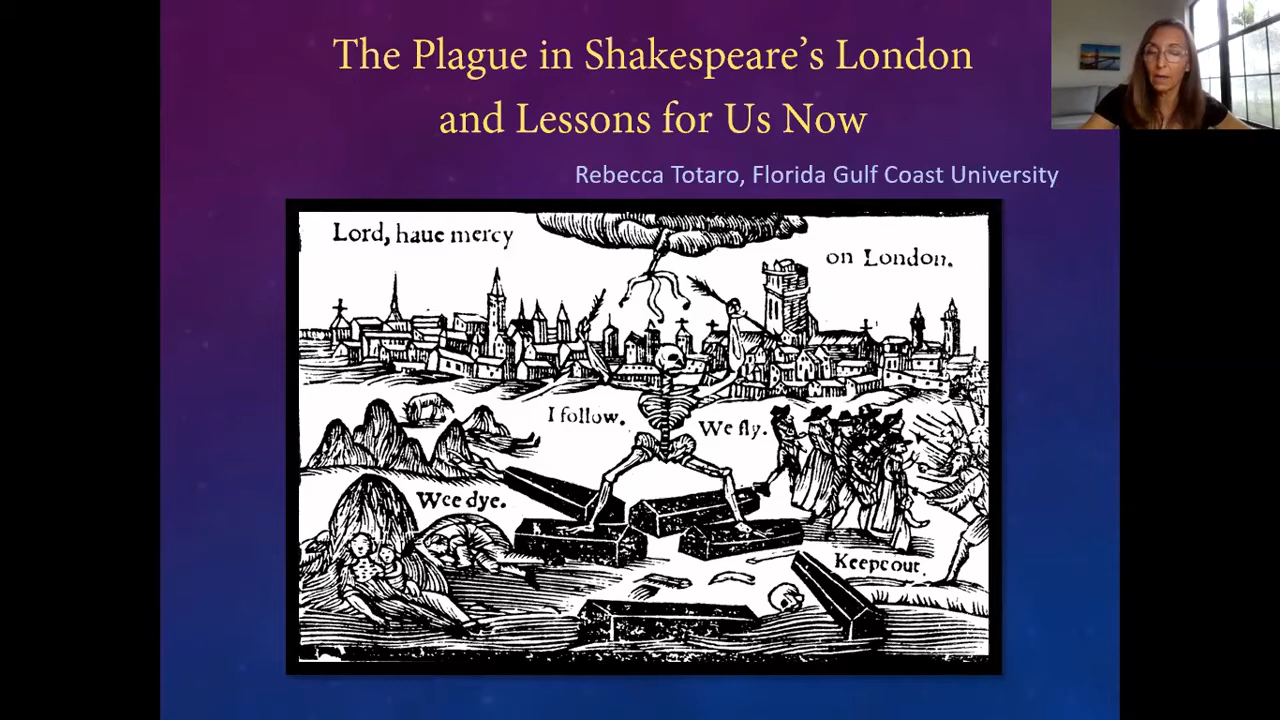 The Plague in Shakespeare’s London
and Lessons for Us Now
Rebecca Totaro, Florida Gulf Coast University
Lord, haue mercy
on London.
I follow.
We fly.
Wee dye.
Keepe out.